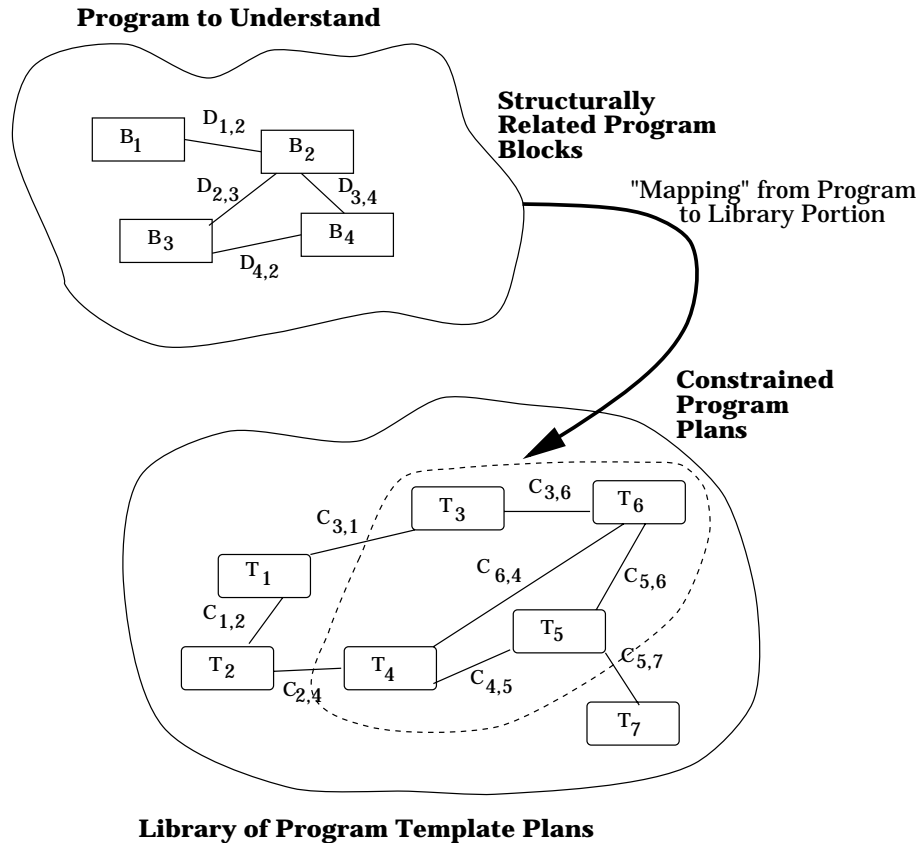 Program to Understand
Structurally
Related Program
Blocks
B1
D1,2
B2
D2,3
D3,4
B3
B4
D4,2
"Mapping" from Program
to Library Portion
Constrained
Program
Plans
T3
C3,6
T6
C3,1
T1
C6,4
C5,6
C1,2
T5
T2
T4
C5,7
C2,4
C4,5
T7
Library of Program Template Plans